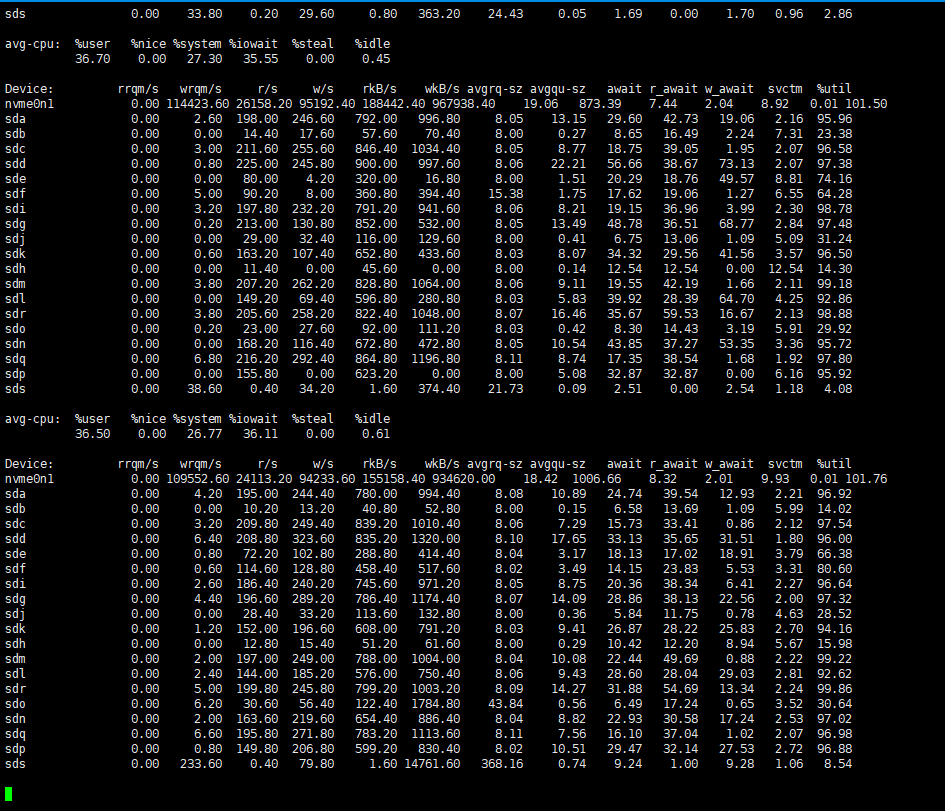 sds 0.00 33.80 0.20 29.60 0.80 363.20 24.43 0.05 1.69 0.00 1.70 0.96 2.86
avg-cpu: %user %nice %system %iowait %steal %idle
36.70 0.00 27.30 35.55 0.00 0.45
Device: rrqm/s wrqm/s r/s w/s rkB/s wkB/s avgrq-sz avgqu-sz await r_await w_await svctm %util
nvme0n1 0.00 114423.60 26158.20 95192.40 188442.40 967938.40 19.06 873.39 7.44 2.04 8.92 0.01 101.50
sda 0.00 2.60 198.00 246.60 792.00 996.80 8.05 13.15 29.60 42.73 19.06 2.16 95.96
sdb 0.00 0.00 14.40 17.60 57.60 70.40 8.00 0.27 8.65 16.49 2.24 7.31 23.38
sdc 0.00 3.00 211.60 255.60 846.40 1034.40 8.05 8.77 18.75 39.05 1.95 2.07 96.58
sdd 0.00 0.80 225.00 245.80 900.00 997.60 8.06 22.21 56.66 38.67 73.13 2.07 97.38
sde 0.00 0.00 80.00 4.20 320.00 16.80 8.00 1.51 20.29 18.76 49.57 8.81 74.16
sdf 0.00 5.00 90.20 8.00 360.80 394.40 15.38 1.75 17.62 19.06 1.27 6.55 64.28
sdi 0.00 3.20 197.80 232.20 791.20 941.60 8.06 8.21 19.15 36.96 3.99 2.30 98.78
sdg 0.00 0.20 213.00 130.80 852.00 532.00 8.05 13.49 48.78 36.51 68.77 2.84 97.48
sdj 0.00 0.00 29.00 32.40 116.00 129.60 8.00 0.41 6.75 13.06 1.09 5.09 31.24
sdk 0.00 0.60 163.20 107.40 652.80 433.60 8.03 8.07 34.32 29.56 41.56 3.57 96.50
sdh 0.00 0.00 11.40 0.00 45.60 0.00 8.00 0.14 12.54 12.54 0.00 12.54 14.30
sdm 0.00 3.80 207.20 262.20 828.80 1064.00 8.06 9.11 19.55 42.19 1.66 2.11 99.18
sdl 0.00 0.00 149.20 69.40 596.80 280.80 8.03 5.83 39.92 28.39 64.70 4.25 92.86
sdr 0.00 3.80 205.60 258.20 822.40 1048.00 8.07 16.46 35.67 59.53 16.67 2.13 98.88
sdo 0.00 0.20 23.00 27.60 92.00 111.20 8.03 0.42 8.30 14.43 3.19 5.91 29.92
sdn 0.00 0.00 168.20 116.40 672.80 472.80 8.05 10.54 43.85 37.27 53.35 3.36 95.72
sdq 0.00 6.80 216.20 292.40 864.80 1196.80 8.11 8.74 17.35 38.54 1.68 1.92 97.80
sdp 0.00 0.00 155.80 0.00 623.20 0.00 8.00 5.08 32.87 32.87 0.00 6.16 95.92
sds 0.00 38.60 0.40 34.20 1.60 374.40 21.73 0.09 2.51 0.00 2.54 1.18 4.08
avg-cpu: %user %nice %system %iowait %steal %idle
36.50 0.00 26.77 36.11 0.00 0.61
Device: rrqm/s wrqm/s r/s w/s rkB/s wkB/s avgrq-sz avgqu-sz await r_await w_await svctm %util
nvme0n1 0.00 109552.60 24113.20 94233.60 155158.40 934620.00 18.42 1006.66 8.32 2.01 9.93 0.01 101.76
sda 0.00 4.20 195.00 244.40 780.00 994.40 8.08 10.89 24.74 39.54 12.93 2.21 96.92
sdb 0.00 0.00 10.20 13.20 40.80 52.80 8.00 0.15 6.58 13.69 1.09 5.99 14.02
sdc 0.00 3.20 209.80 249.40 839.20 1010.40 8.06 7.29 15.73 33.41 0.86 2.12 97.54
sdd 0.00 6.40 208.80 323.60 835.20 1320.00 8.10 17.65 33.13 35.65 31.51 1.80 96.00
sde 0.00 0.80 72.20 102.80 288.80 414.40 8.04 3.17 18.13 17.02 18.91 3.79 66.38
sdf 0.00 0.60 114.60 128.80 458.40 517.60 8.02 3.49 14.15 23.83 5.53 3.31 80.60
sdi 0.00 2.60 186.40 240.20 745.60 971.20 8.05 8.75 20.36 38.34 6.41 2.27 96.64
sdg 0.00 4.40 196.60 289.20 786.40 1174.40 8.07 14.09 28.86 38.13 22.56 2.00 97.32
sdj 0.00 0.00 28.40 33.20 113.60 132.80 8.00 0.36 5.84 11.75 0.78 4.63 28.52
sdk 0.00 1.20 152.00 196.60 608.00 791.20 8.03 9.41 26.87 28.22 25.83 2.70 94.16
sdh 0.00 0.00 12.80 15.40 51.20 61.60 8.00 0.29 10.42 12.20 8.94 5.67 15.98
sdm 0.00 2.00 197.00 249.00 788.00 1004.00 8.04 10.08 22.44 49.69 0.88 2.22 99.22
sdl 0.00 2.40 144.00 185.20 576.00 750.40 8.06 9.43 28.60 28.04 29.03 2.81 92.62
sdr 0.00 5.00 199.80 245.80 799.20 1003.20 8.09 14.27 31.88 54.69 13.34 2.24 99.86
sdo 0.00 6.20 30.60 56.40 122.40 1784.80 43.84 0.56 6.49 17.24 0.65 3.52 30.64
sdn 0.00 2.00 163.60 219.60 654.40 886.40 8.04 8.82 22.93 30.58 17.24 2.53 97.02
sdq 0.00 6.60 195.80 271.80 783.20 1113.60 8.11 7.56 16.10 37.04 1.02 2.07 96.98
sdp 0.00 0.80 149.80 206.80 599.20 830.40 8.02 10.51 29.47 32.14 27.53 2.72 96.88
sds 0.00 233.60 0.40 79.80 1.60 14761.60 368.16 0.74 9.24 1.00 9.28 1.06 8.54